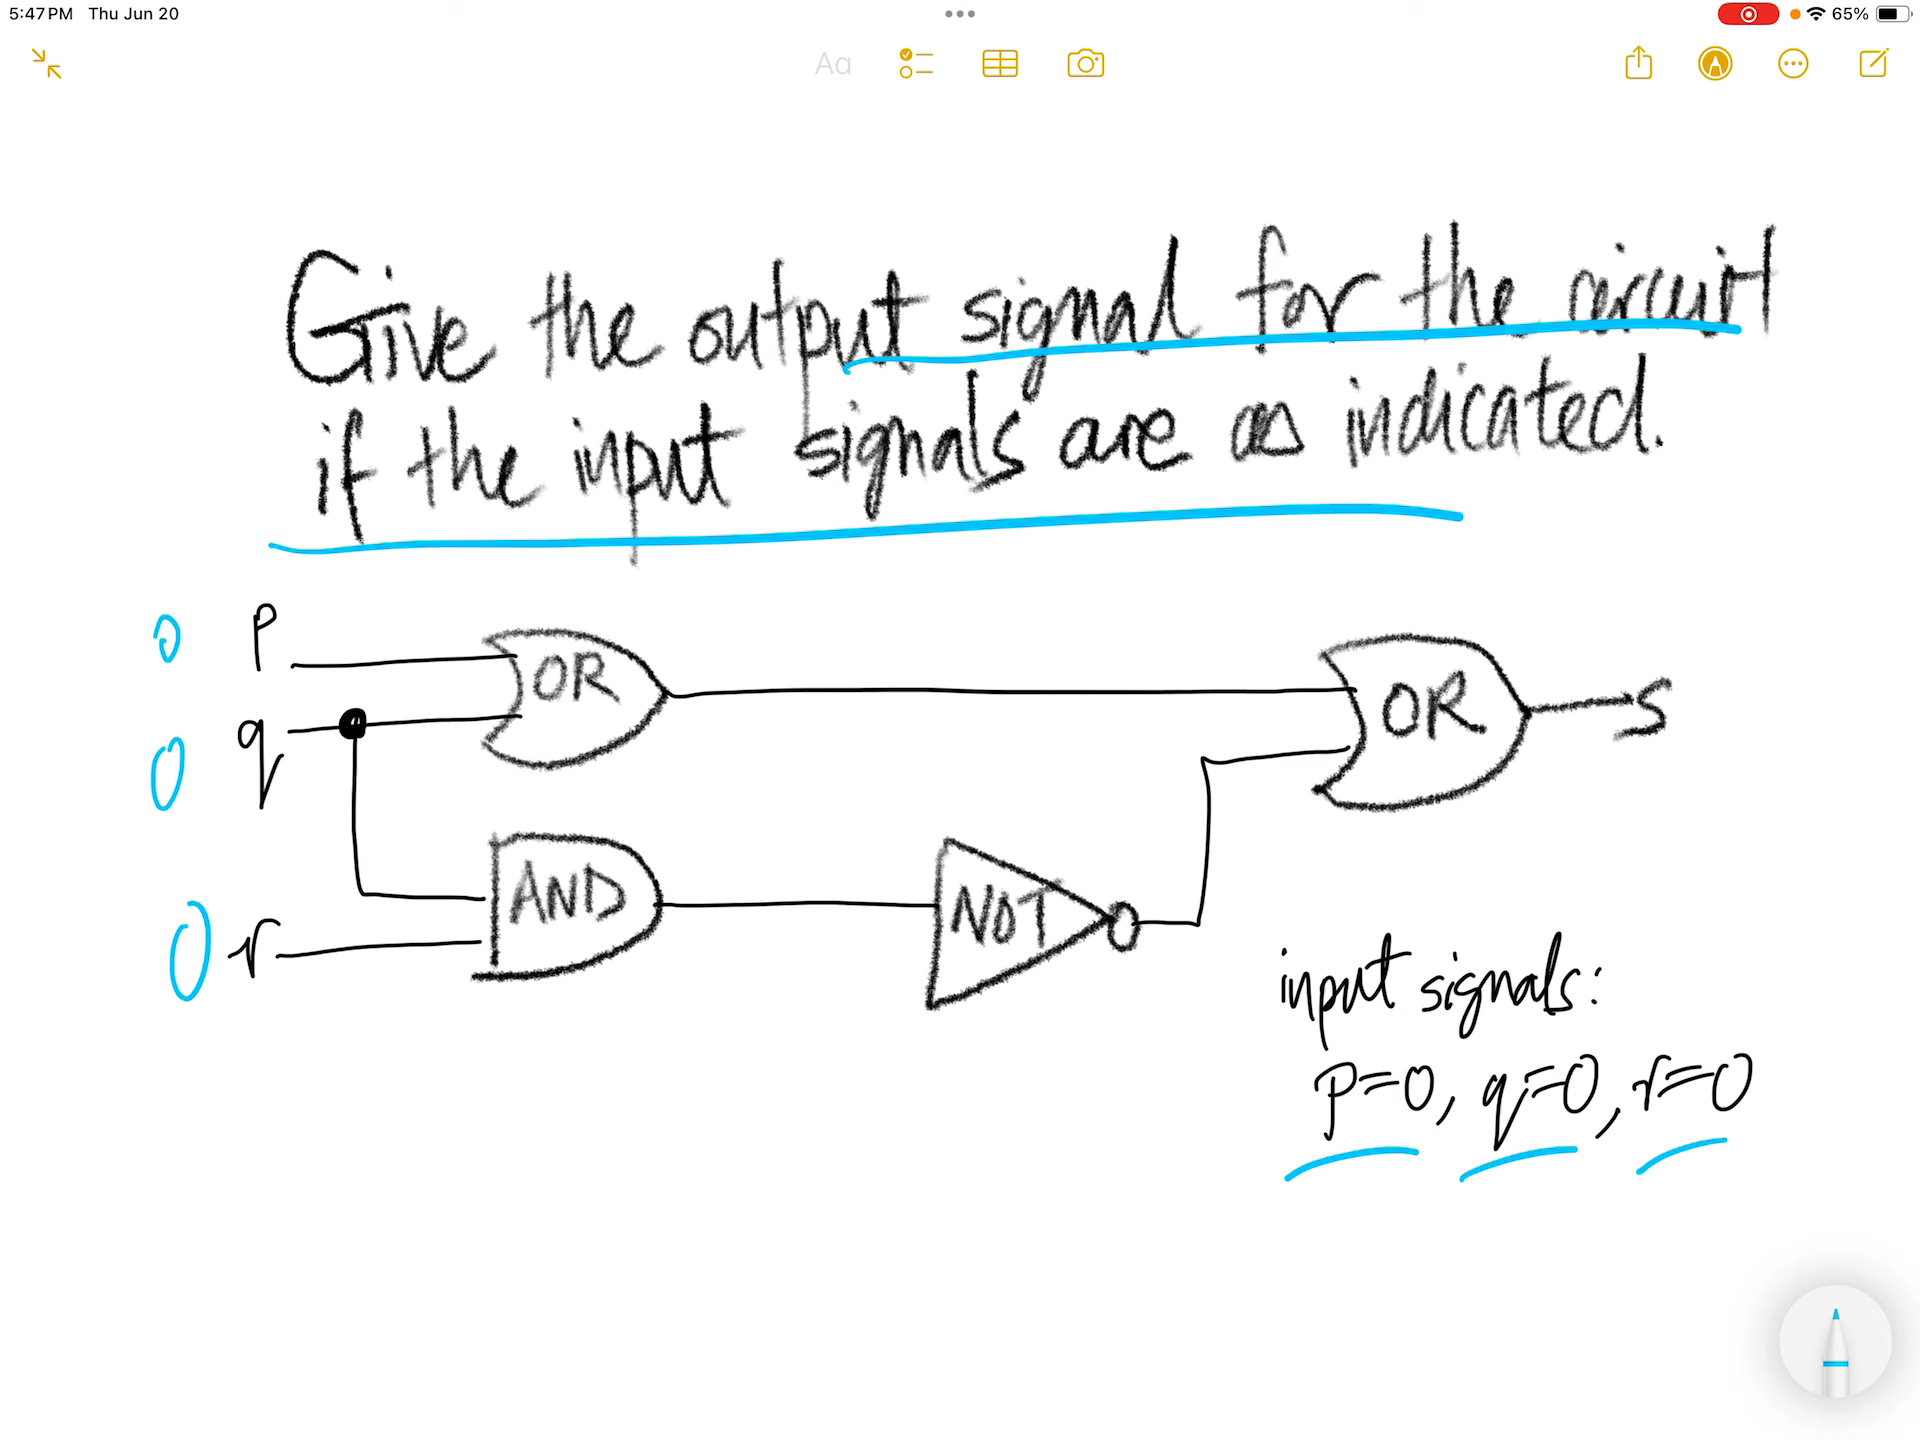 5:47 PM Thu Jun 20
65%
Aa
Give the output signal for the circuit
if the input signals are as indicated.
0 P
OR
OR
S
0 q
0 r
AND
NOT
input signals:
P=0, q=0, r=0